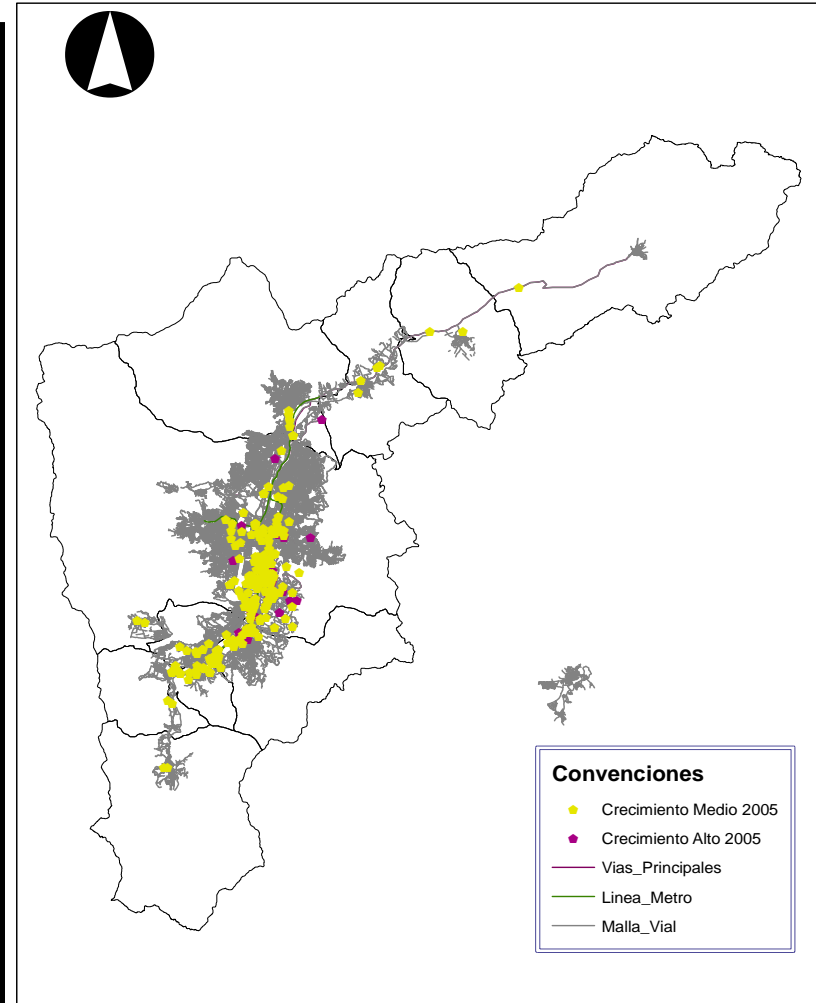 Convenciones
Crecimiento Medio 2005
Crecimiento Alto 2005
Vias_Principales
Linea_Metro
Malla_Vial